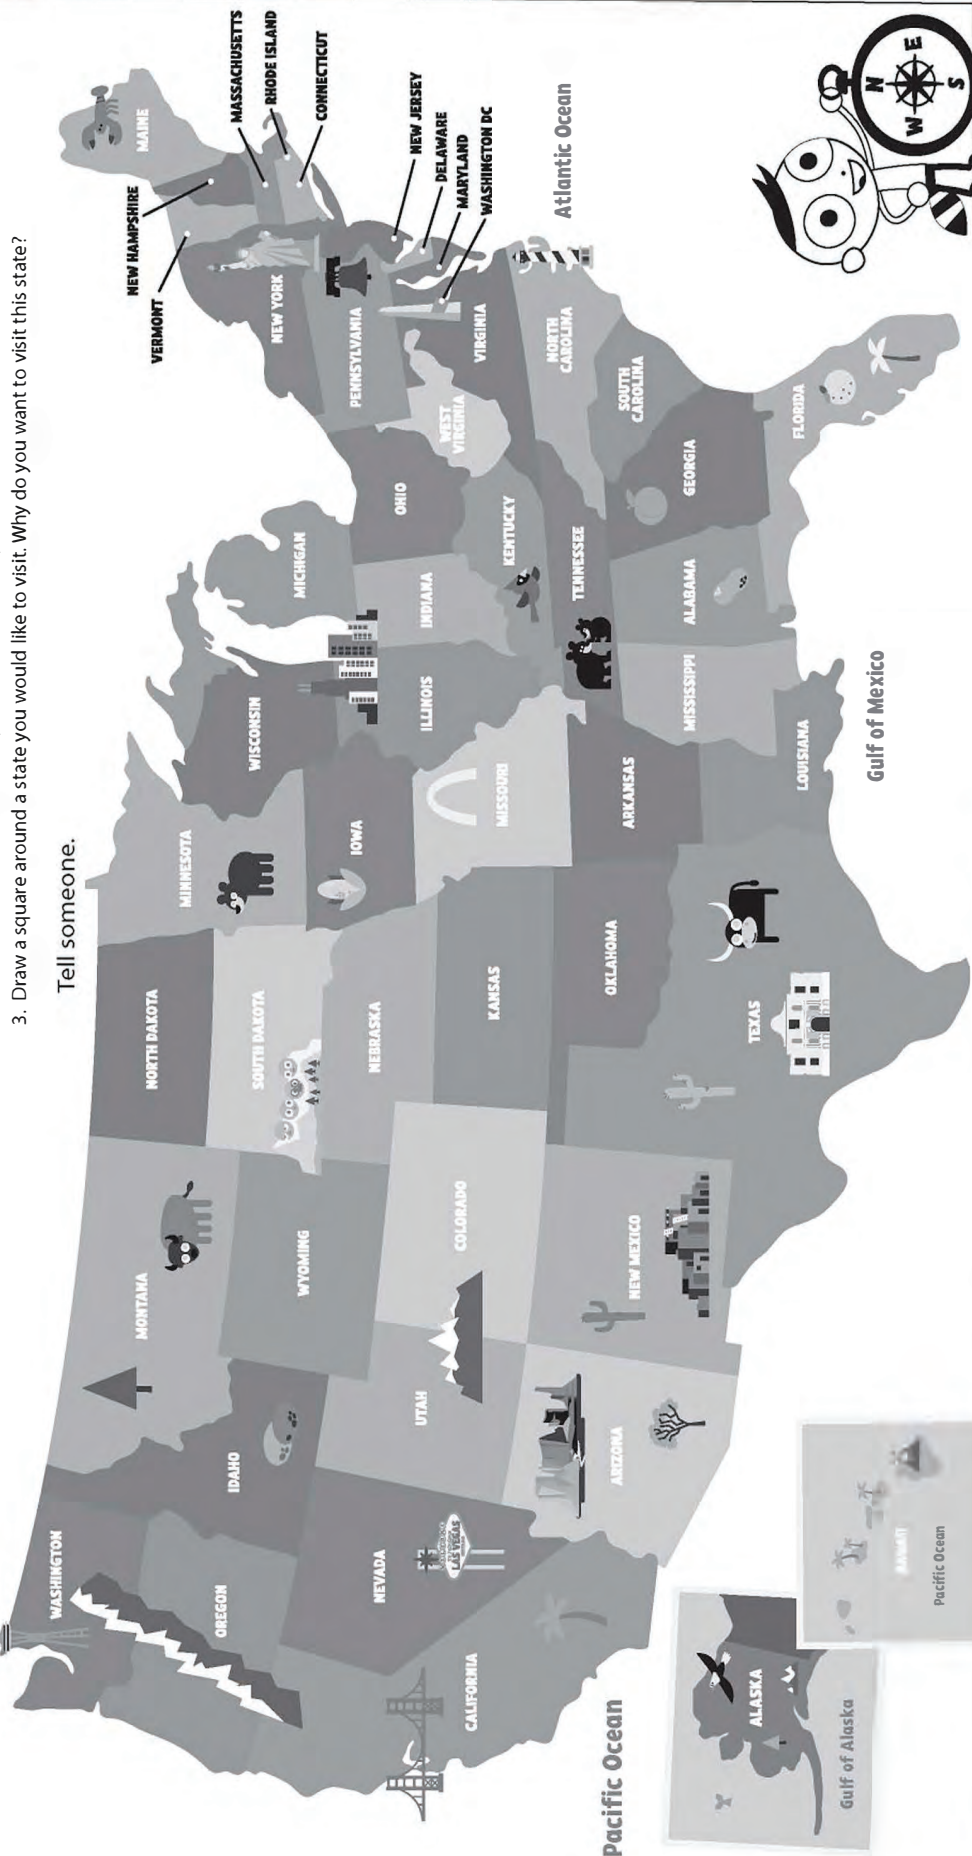 3. Draw a square around a state you would like to visit. Why do you want to visit this state?
Tell someone.
WASHINGTON
OREGON
CALIFORNIA
NEVADA
IDAHO
MONTANA
WYOMING
UTAH
ARIZONA
COLORADO
NEW MEXICO
NORTH DAKOTA
SOUTH DAKOTA
NEBRASKA
KANSAS
OKLAHOMA
TEXAS
MINNESOTA
IOWA
MISSOURI
ARKANSAS
LOUISIANA
WISCONSIN
ILLINOIS
MICHIGAN
INDIANA
OHIO
KENTUCKY
TENNESSEE
MISSISSIPPI
ALABAMA
GEORGIA
FLORIDA
SOUTH
CAROLINA
NORTH
CAROLINA
VIRGINIA
WEST
VIRGINIA
PENNSYLVANIA
NEW YORK
VERMONT
NEW HAMPSHIRE
MAINE
MASSACHUSETTS
RHODE ISLAND
CONNECTICUT
NEW JERSEY
DELAWARE
MARYLAND
WASHINGTON DC
LAS VEGAS
Atlantic Ocean
Gulf of Mexico
Pacific Ocean
ALASKA
Gulf of Alaska
HAWAII
Pacific Ocean
N
E
S
W